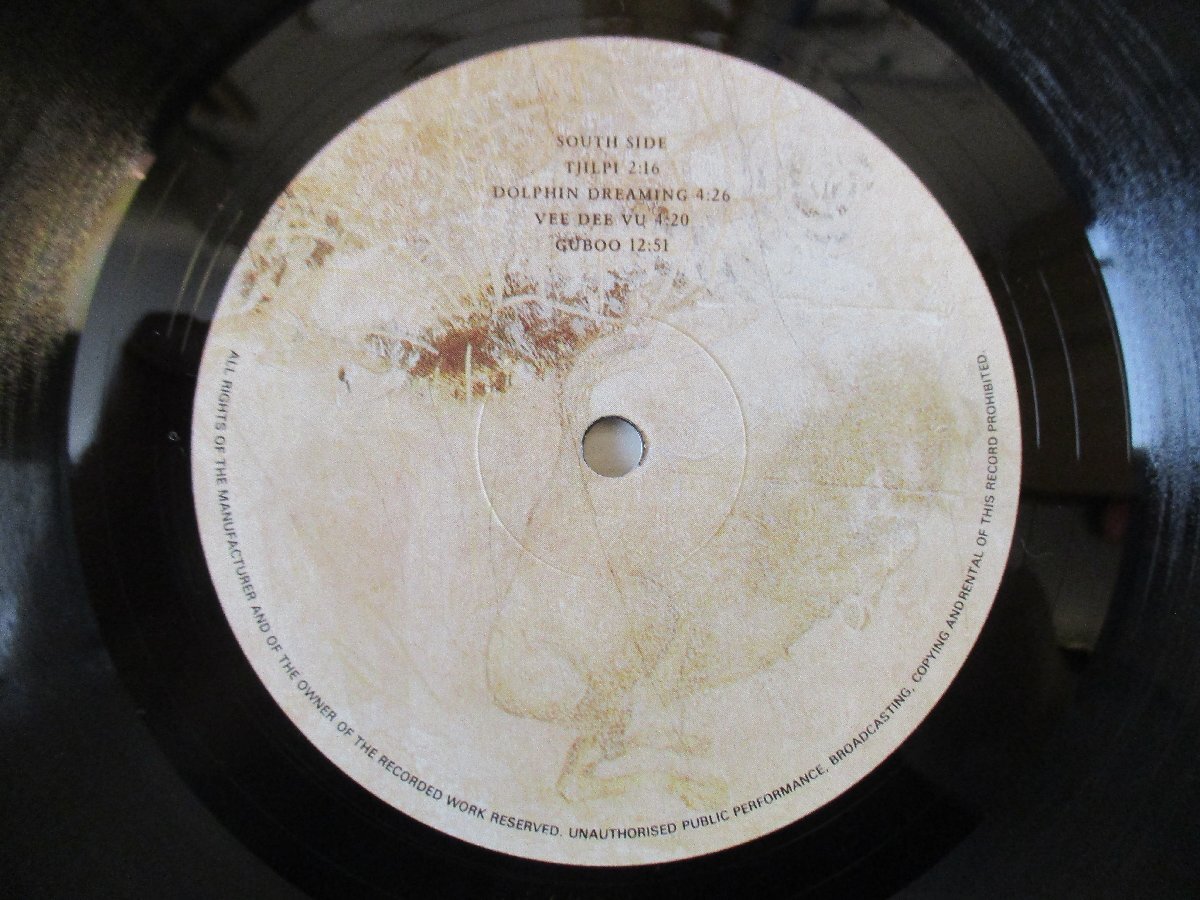 SOUTH SIDE
TJILPI 2:16
DOLPHIN DREAMING 4:26
VEE DEE VU 4:20
GUBOO 12:51
ALL RIGHTS OF THE MANUFACTURER AND OF THE OWNER OF THE RECORDED WORK RESERVED. UNAUTHORISED PUBLIC PERFORMANCE, BROADCASTING, COPYING AND RENTAL OF THIS RECORD PROHIBITED.